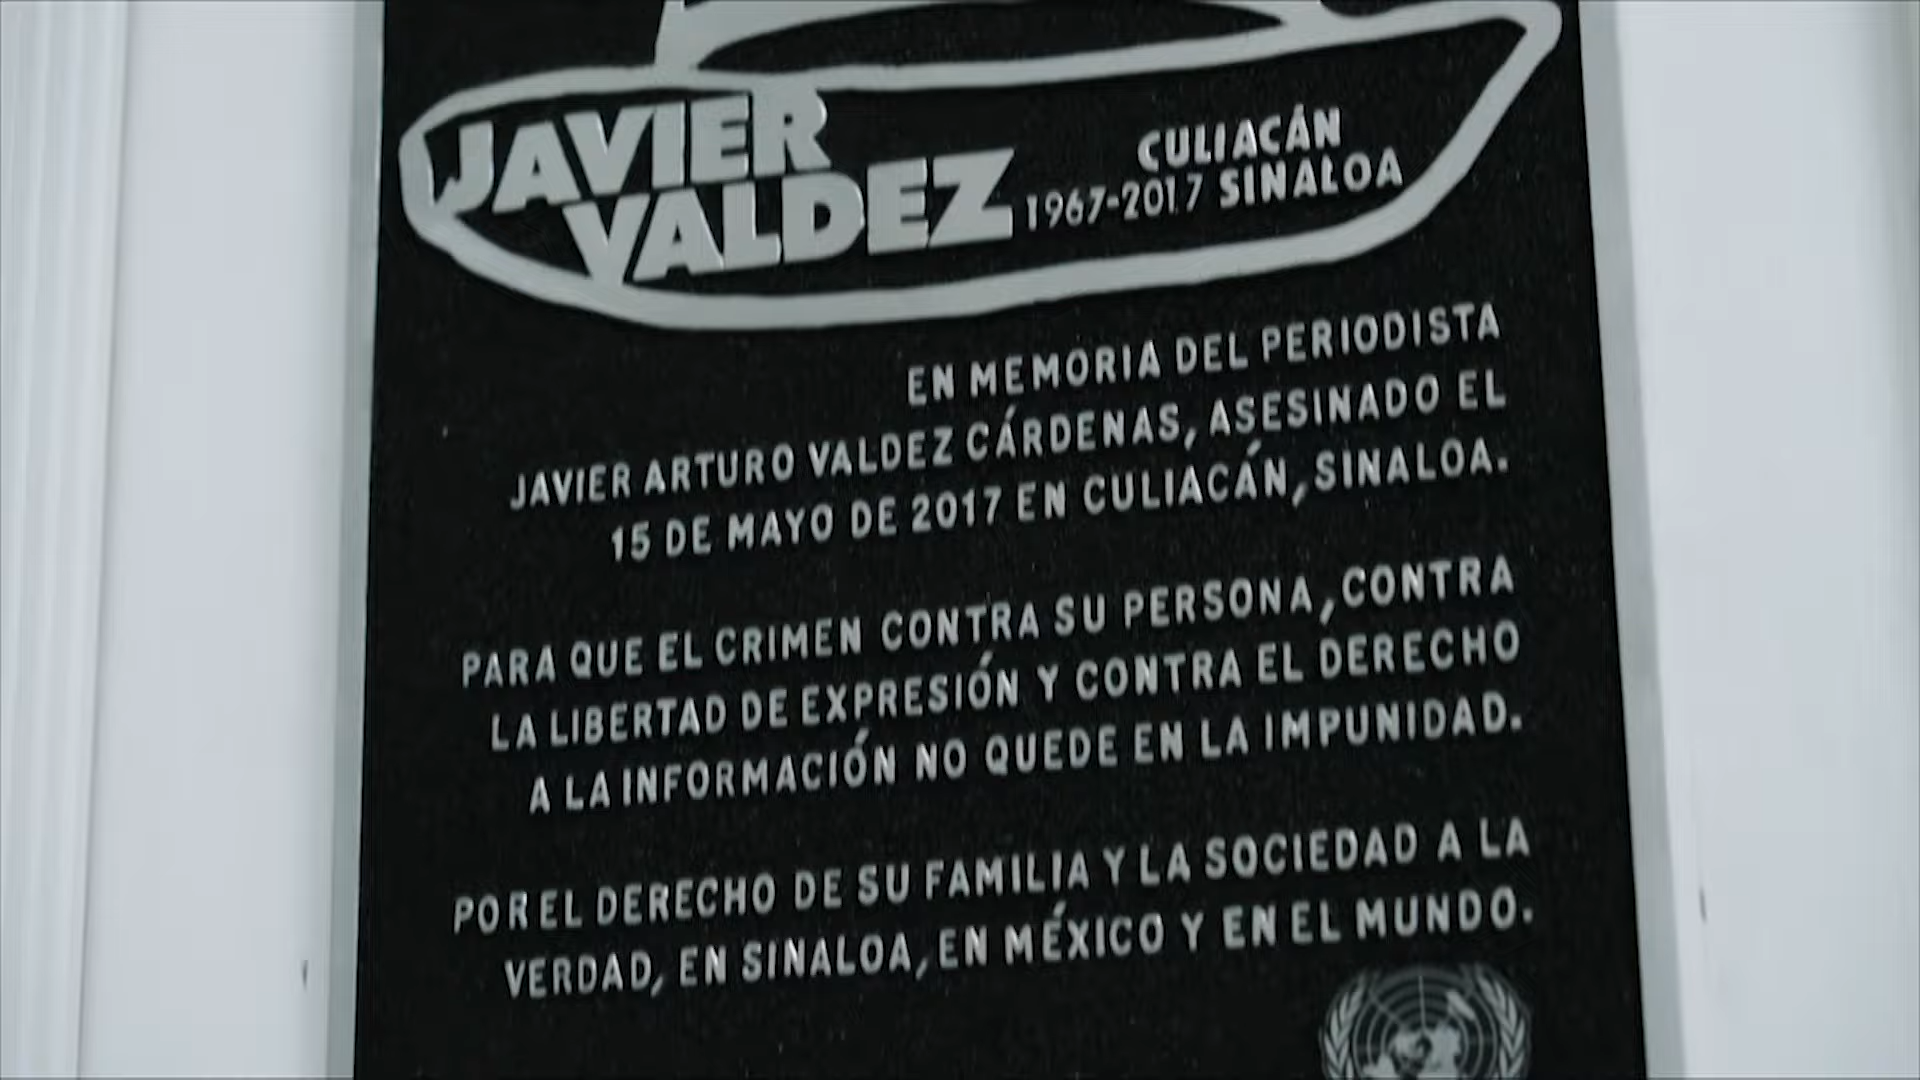 JAVIER
VALDEZ
CULIACÁN
1967-2017 SINALOA
EN MEMORIA DEL PERIODISTA
JAVIER ARTURO VALDEZ CÁRDENAS, ASESINADO EL
15 DE MAYO DE 2017 EN CULIACÁN, SINALOA.
PARA QUE EL CRIMEN CONTRA SU PERSONA, CONTRA
LA LIBERTAD DE EXPRESIÓN Y CONTRA EL DERECHO
A LA INFORMACIÓN NO QUEDE EN LA IMPUNIDAD.
POR EL DERECHO DE SU FAMILIA Y LA SOCIEDAD A LA
VERDAD, EN SINALOA, EN MÉXICO Y EN EL MUNDO.